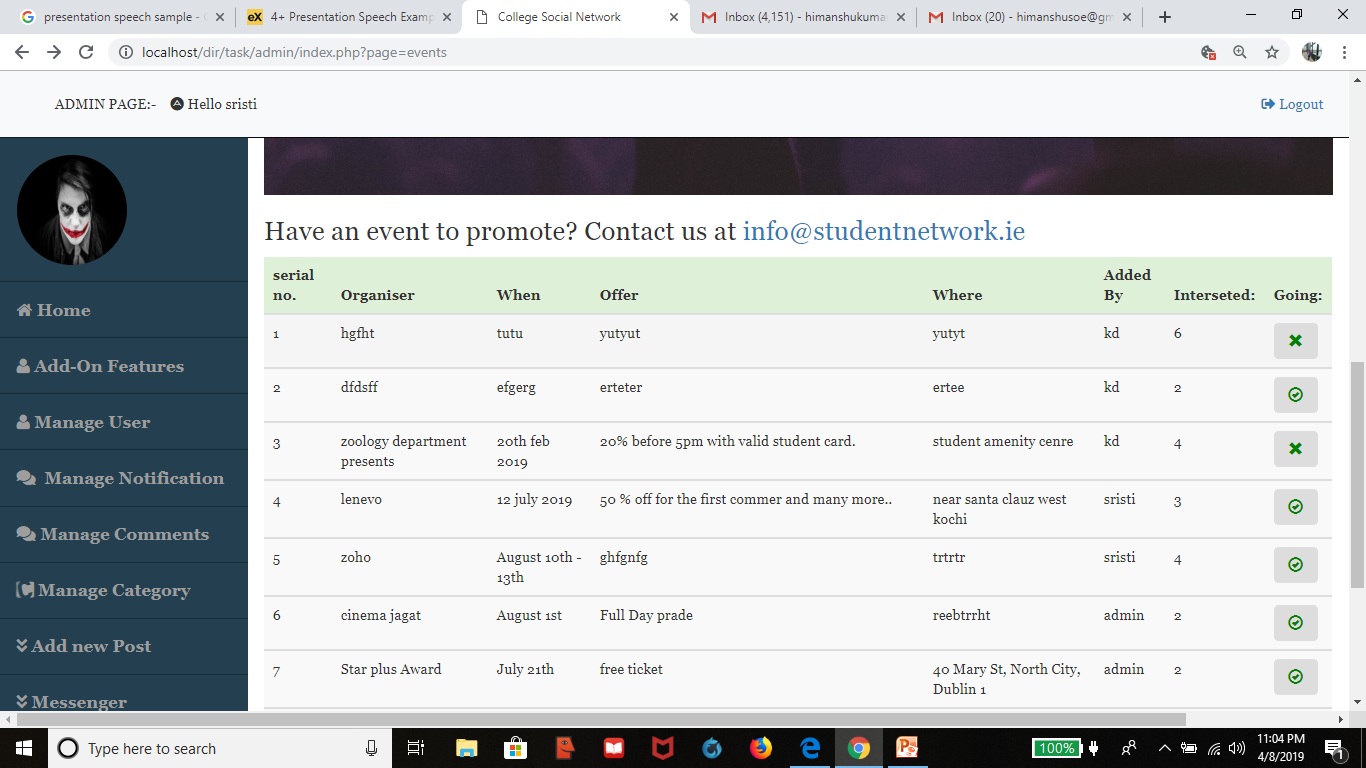 presentation speech sample - G
4+ Presentation Speech Examp
College Social Network
Inbox (4,151) - himanshukuma
Inbox (20) - himanshusoe@gm
localhost/dir/task/admin/index.php?page=events
ADMIN PAGE:- Hello sristi
Logout
Home
Add-On Features
Manage User
Manage Notification
Manage Comments
Manage Category
Add new Post
Messenger
Have an event to promote? Contact us at info@studentnetwork.ie
serial no. Organiser When Offer Where Added By Interseted: Going:
1 hgfht tutu yutyut yutyt kd 6
2 dfdsff efgerg erteter ertee kd 2
3 zoology department presents 20th feb 2019 20% before 5pm with valid student card. student amenity cenre kd 4
4 lenevo 12 july 2019 50 % off for the first commer and many more.. near santa clauz west kochi sristi 3
5 zoho August 10th - 13th ghfgnfg trtrtr sristi 4
6 cinema jagat August 1st Full Day prade reebtrrht admin 2
7 Star plus Award July 21th free ticket 40 Mary St, North City, Dublin 1 admin 2
Type here to search
100%
11:04 PM
4/8/2019
1